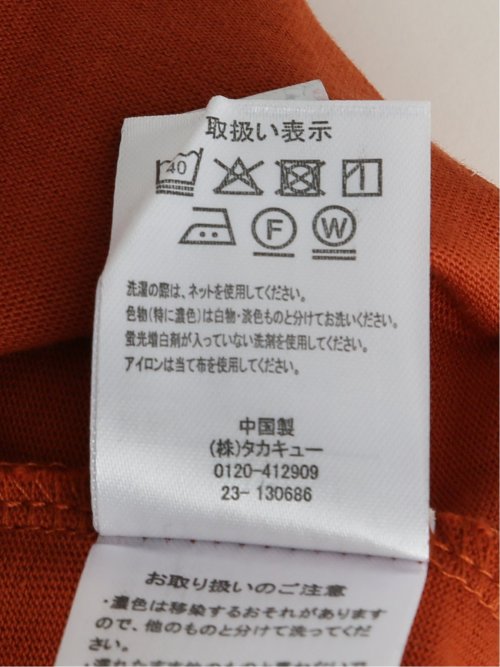 取扱い表示
40
F W
洗濯の際は、ネットを使用してください。
色物(特に濃色)は白物・淡色ものと分けてお洗いください。
蛍光増白剤が入っていない洗剤を使用してください。
アイロンは当て布を使用してください。
中国製
(株)タカキュー
0120-412909
23- 130686
お取り扱いのご注意
・濃色は移染するおそれがあります
ので、他のものと分けて洗ってくだ